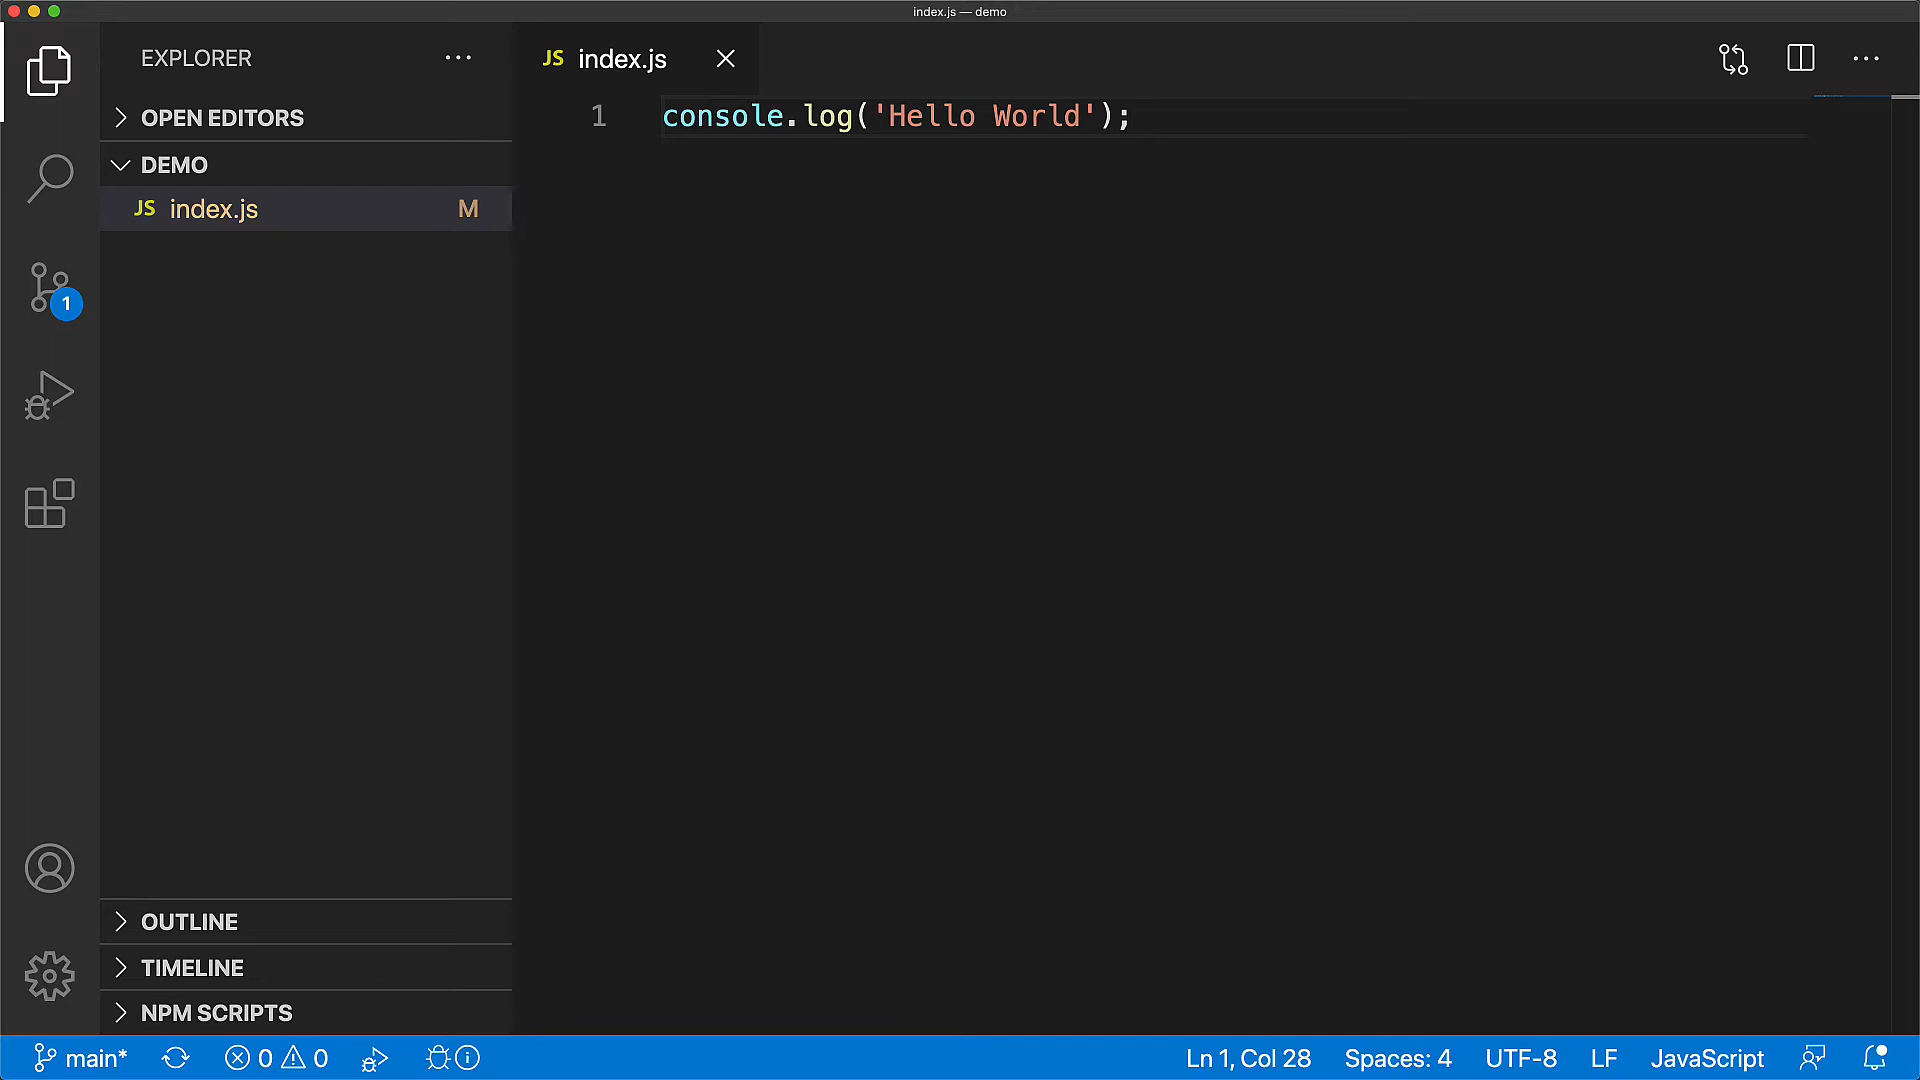 index.js — demo
EXPLORER
JS index.js
OPEN EDITORS
1 console.log('Hello World');
DEMO
JS index.js M
1
OUTLINE
TIMELINE
NPM SCRIPTS
main* 0 0 Ln 1, Col 28 Spaces: 4 UTF-8 LF JavaScript